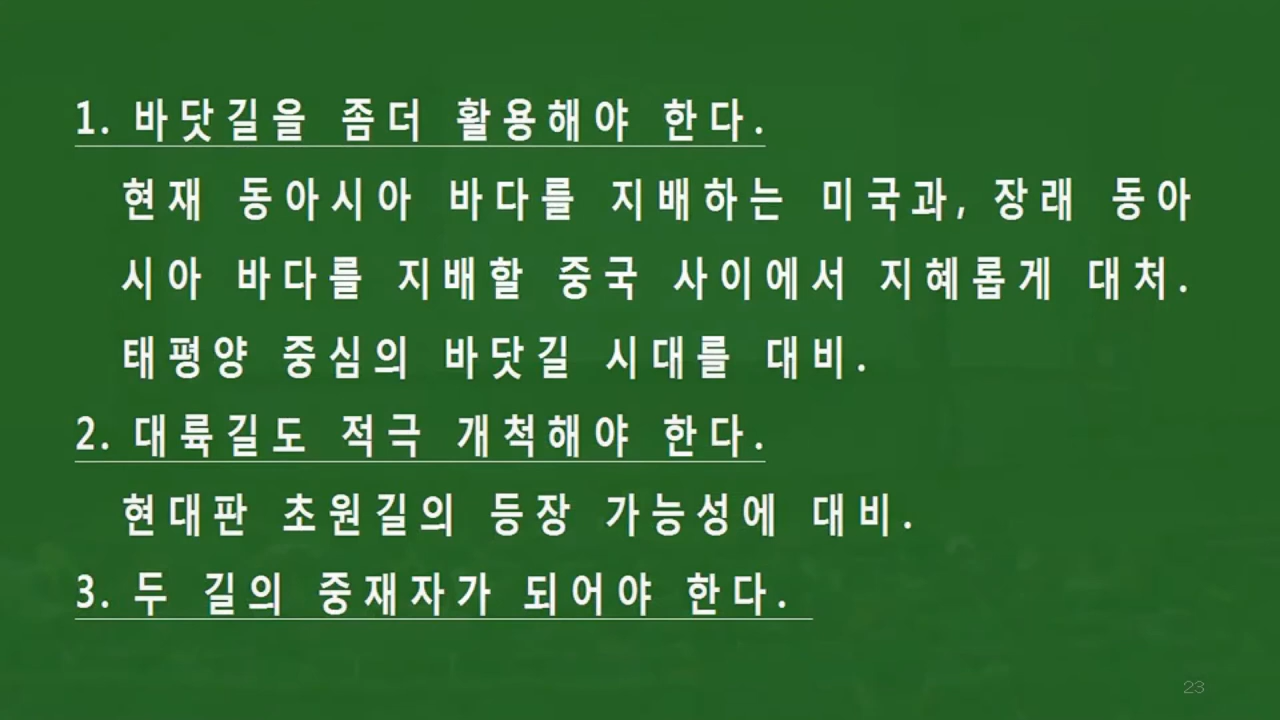 1. 바닷길을 좀더 활용해야 한다.
현재 동아시아 바다를 지배하는 미국과, 장래 동아
시아 바다를 지배할 중국 사이에서 지혜롭게 대처.
태평양 중심의 바닷길 시대를 대비.
2. 대륙길도 적극 개척해야 한다.
현대판 초원길의 등장 가능성에 대비.
3. 두 길의 중재자가 되어야 한다.
23